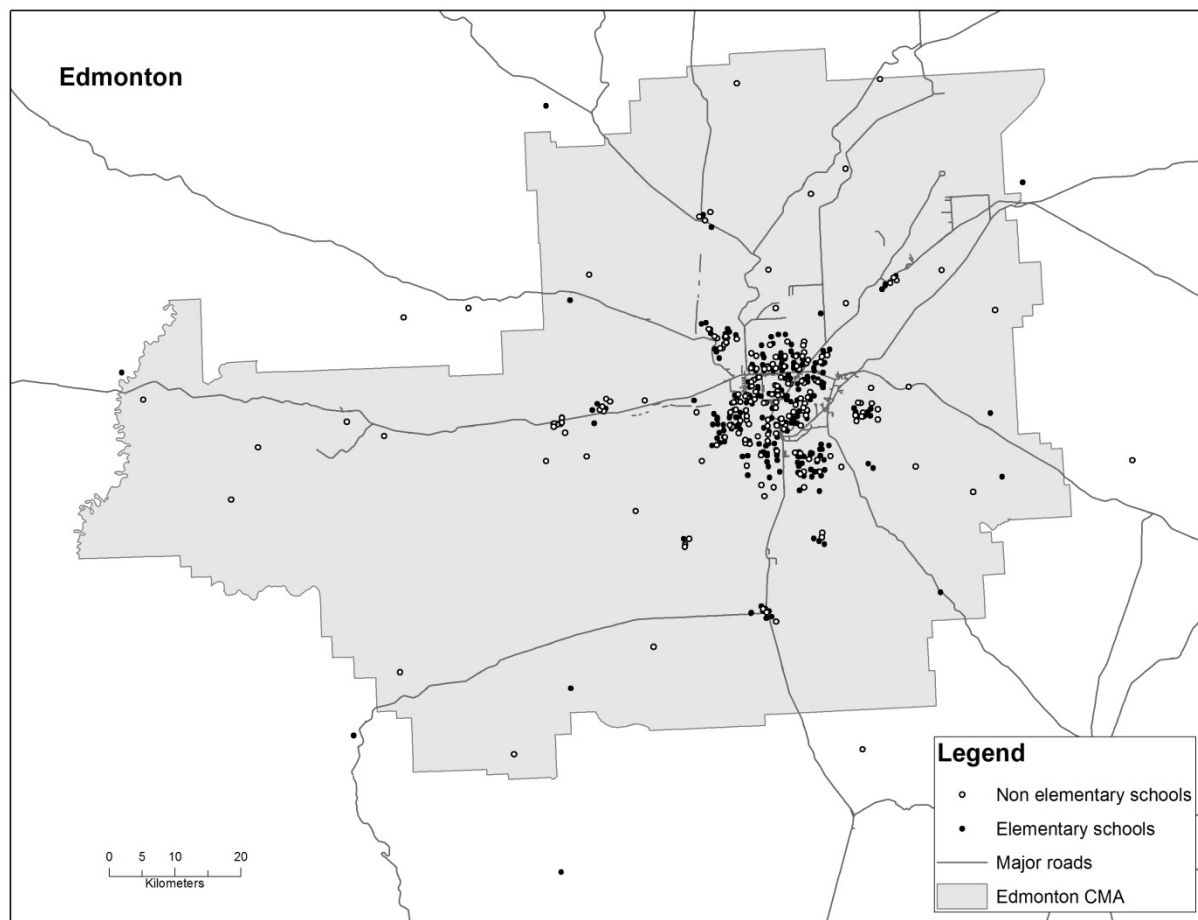 Edmonton
Legend
Non elementary schools
Elementary schools
Major roads
Edmonton CMA
0 5 10 20
Kilometers